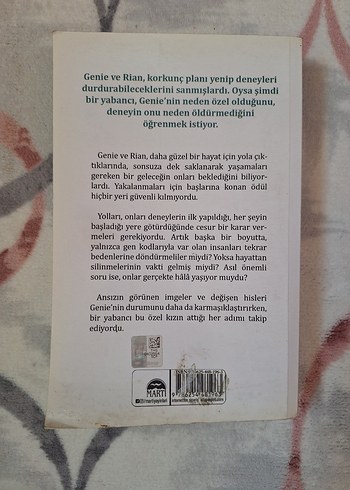 Genie ve Rian, korkunç planı yenip deneyleri
durdurabileceklerini sanmışlardı. Oysa şimdi
bir yabancı, Genie'nin neden özel olduğunu,
deneyin onu neden öldürmediğini
öğrenmek istiyor.
Genie ve Rian, daha güzel bir hayat için yola çık-
tıklarında, sonsuza dek saklanarak yaşamaları
gereken bir geleceğin onları beklediğini biliyor-
lardı. Yakalanmaları için başlarına konan ödül
hiçbir yeri güvenli kılmıyordu.
Yolları, onları deneylerin ilk yapıldığı, her şeyin
başladığı yere götürdüğünde cesur bir karar ver-
meleri gerekiyordu. Artık başka bir boyutta,
yalnızca gen kodlarıyla var olan insanları tekrar
bedenlerine döndürmeliler miydi? Yoksa hayattan
silinmelerinin vakti gelmiş miydi? Asıl önemli
soru ise, onlar gerçekte hâlâ yaşıyor muydu?
Ansızın görünen imgeler ve değişen hisleri
Genie'nin durumunu daha da karmaşıklaştırırken,
bir yabancı bu özel kızın attığı her adımı takip
ediyordu.
MARTI